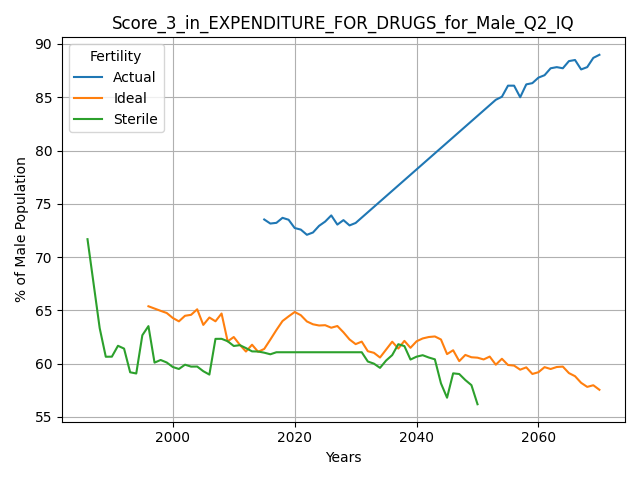 Score_3_in_EXPENDITURE_FOR_DRUGS_for_Male_Q2_IQ
% of Male Population
90
85
80
75
70
65
60
55
Fertility
Actual
Ideal
Sterile
2000
2020
2040
2060
Years